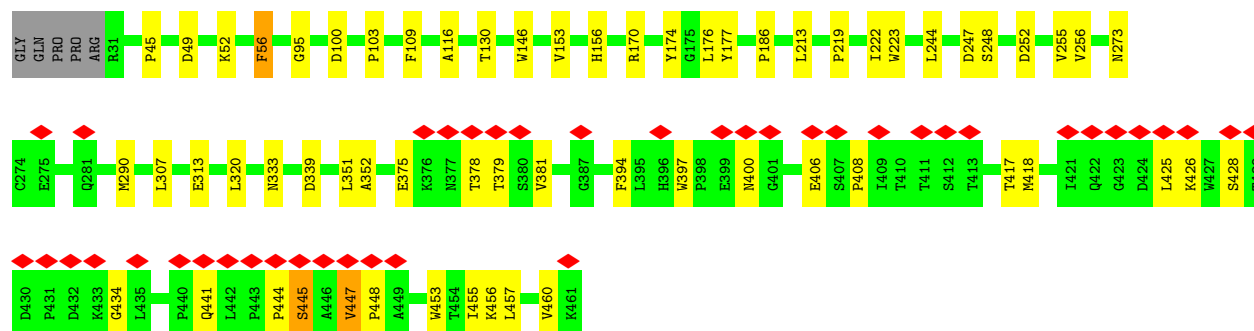 GLY GLN PRO PRO ARG R31 P45 D49 K52 F56 G95 D100 P103 F109 A116 T130 W146 V153 H156 R170 Y174 G175 L176 Y177 P186 L213 P219 I222 W223 L244 D247 S248 D252 V255 V256 N273
C274 E275 Q281 M290 L307 E313 L320 N333 D339 L351 A352 E375 K376 N377 T378 T379 S380 V381 G387 F394 L395 H396 W397 P398 E399 N400 G401 E406 S407 P408 I409 T410 T411 S412 T413 T417 M418 I421 Q422 G423 D424 L425 K426 W427 S428
D430 P431 D432 K433 G434 L435 P440 Q441 L442 P443 P444 S445 A446 V447 P448 A449 W453 T454 I455 K456 L457 V460 K461